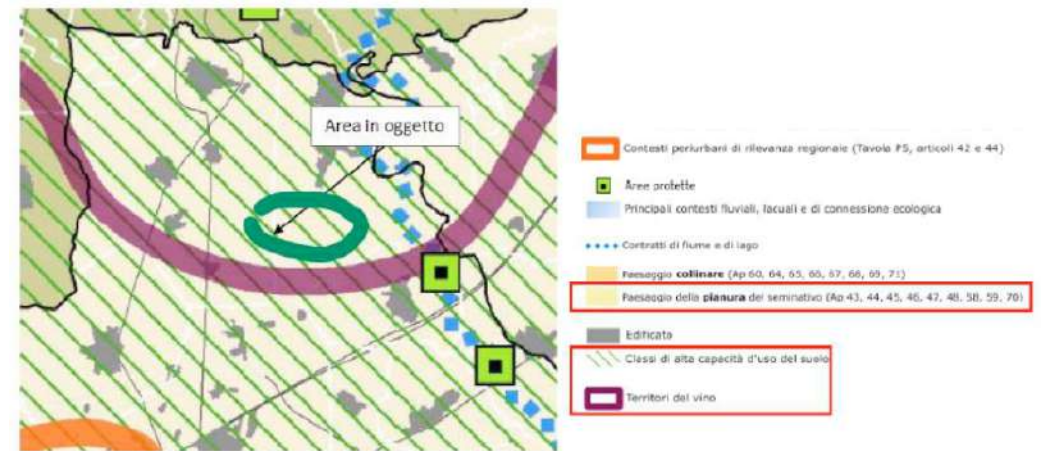 Area in oggetto
Contesti periurbani di rilevanza regionale (Tavola P5, articoli 42 e 44)
Aree protette
Principali contesti fluviali, lacuali e di connessione ecologica
Contratti di fiume e di lago
Paesaggio collinare (Ap 60, 64, 65, 66, 67, 68, 69, 71)
Paesaggio della pianura del seminativo (Ap 43, 44, 45, 46, 47, 48, 58, 59, 70)
Edificato
Classi di alta capacità d'uso del suolo
Territori del vino